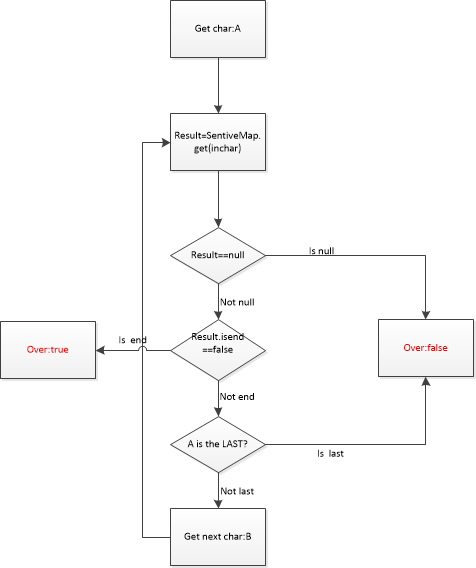 Get char:A
Result=SentiveMap.
get(inchar)
Result==null
Is null
Not null
Result.isend
==false
Is  end
Over:true
Over:false
Not end
A is the LAST?
Is  last
Not last
Get next char:B